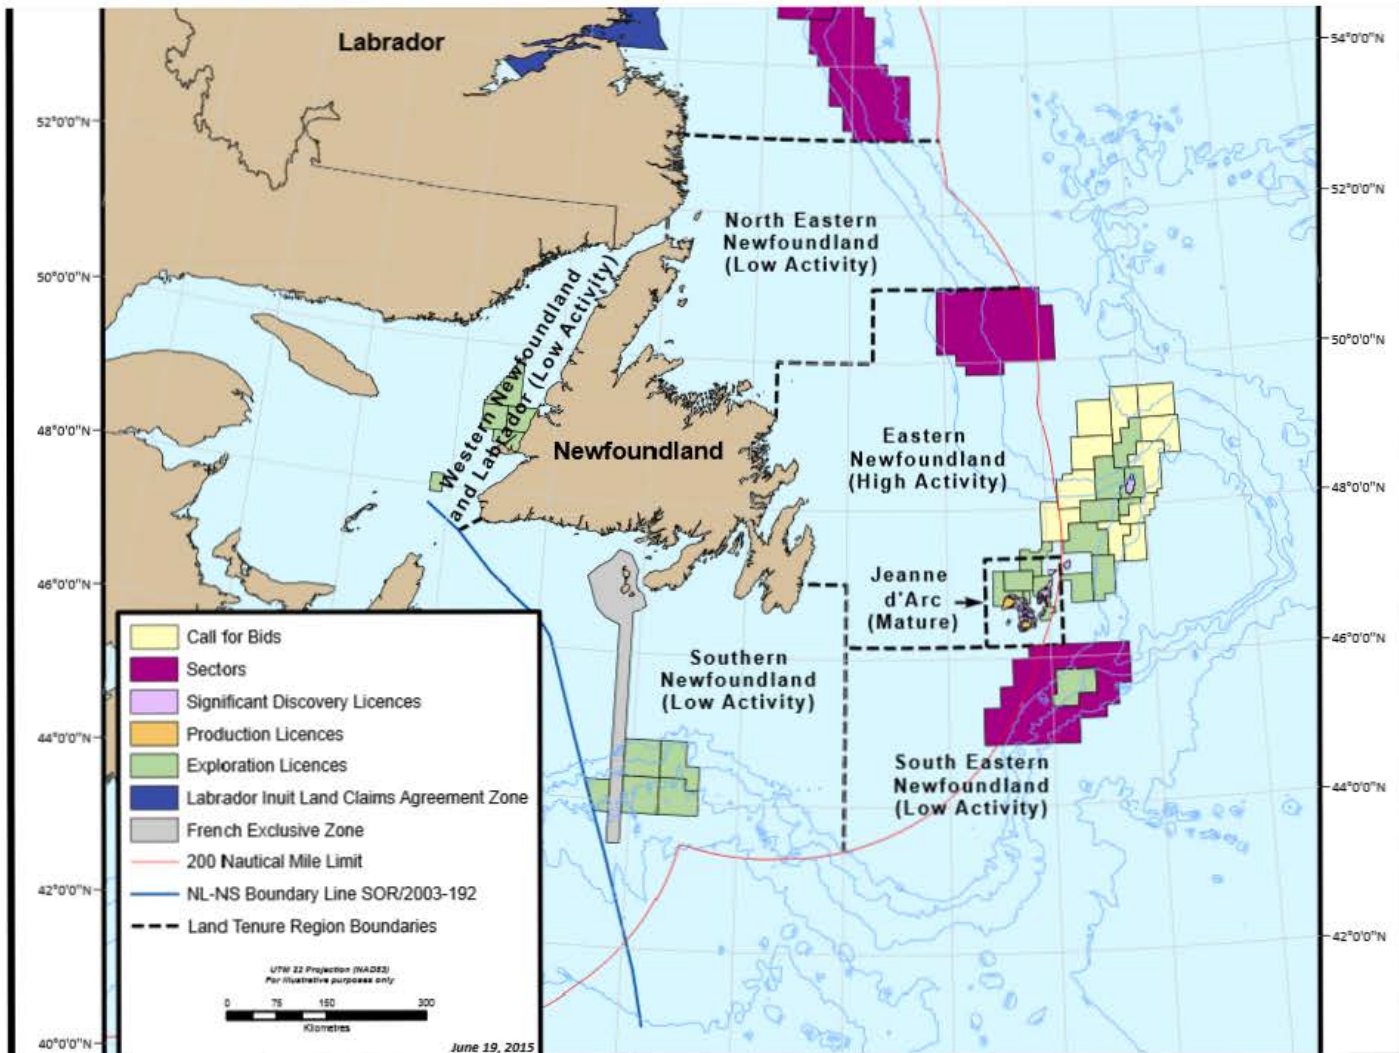 Labrador
54°0'0"N
52°0'0"N
52°0'0"N
North Eastern
Newfoundland
(Low Activity)
50°0'0"N
50°0'0"N
Western Newfoundland
and Labrador (Low Activity)
48°0'0"N
48°0'0"N
Newfoundland
Eastern
Newfoundland
(High Activity)
46°0'0"N
46°0'0"N
Jeanne
d'Arc
(Mature)
Southern
Newfoundland
(Low Activity)
South Eastern
Newfoundland
(Low Activity)
44°0'0"N
44°0'0"N
42°0'0"N
42°0'0"N
40°0'0"N
Call for Bids
Sectors
Significant Discovery Licences
Production Licences
Exploration Licences
Labrador Inuit Land Claims Agreement Zone
French Exclusive Zone
200 Nautical Mile Limit
NL-NS Boundary Line SOR/2003-192
Land Tenure Region Boundaries
UTM 22 Projection (NAD83)
For illustrative purposes only
0 75 150 300
Kilometres
June 19, 2015